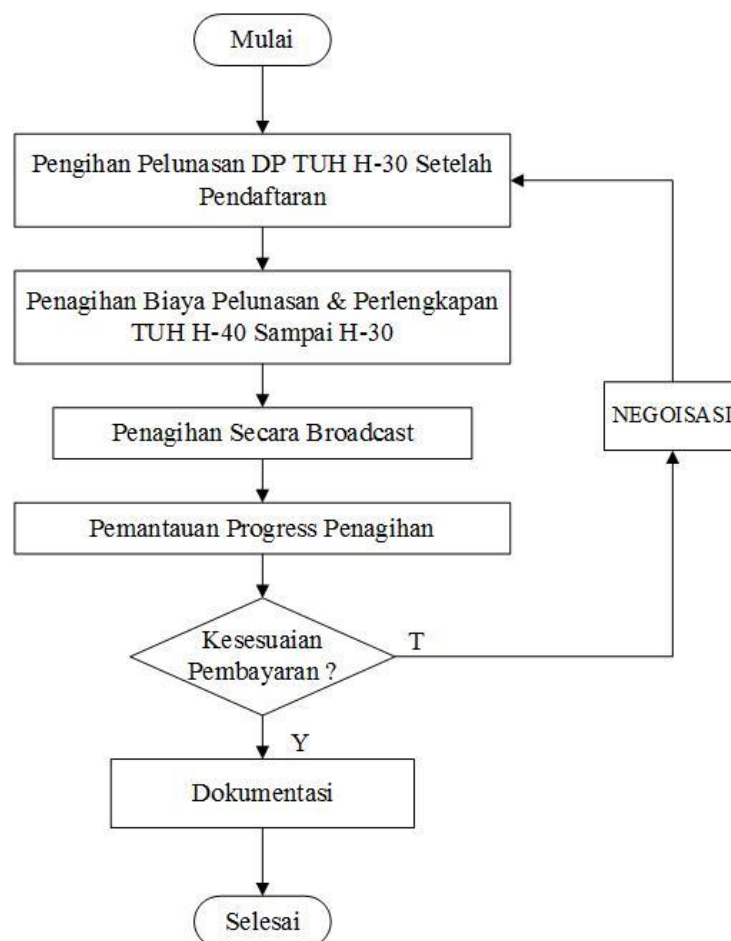 Mulai
Pengihan Pelunasan DP TUH H-30 Setelah
Pendaftaran
Penagihan Biaya Pelunasan & Perlengkapan
TUH H-40 Sampai H-30
NEGOISASI
Penagihan Secara Broadcast
Pemantauan Progress Penagihan
Kesesuaian
Pembayaran ?
T
Y
Dokumentasi
Selesai